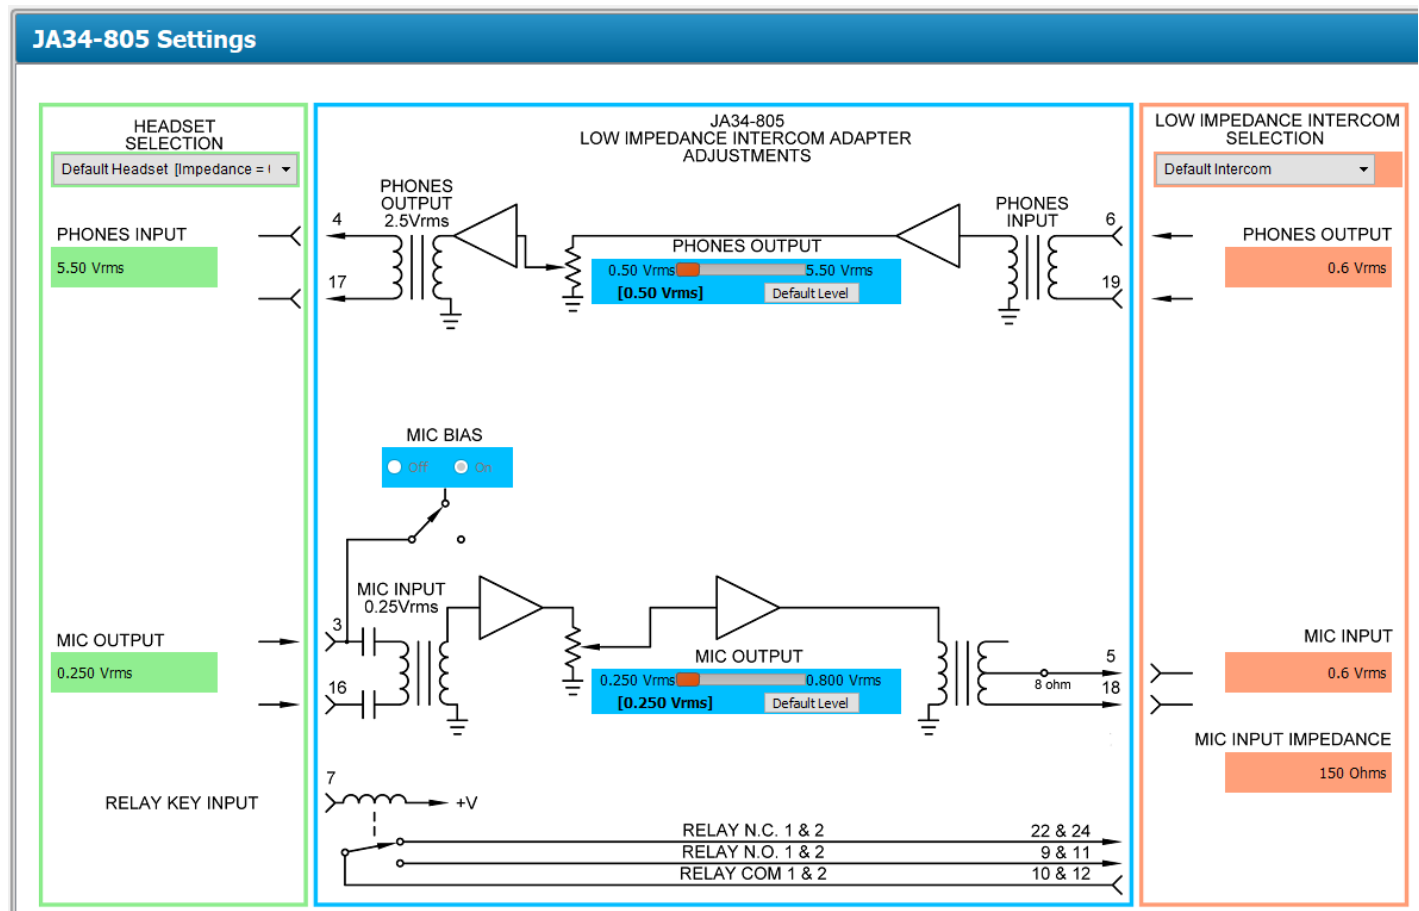 JA34-805 Settings
HEADSET
SELECTION
Default Headset [Impedance =
PHONES INPUT
5.50 Vrms
MIC OUTPUT
0.250 Vrms
RELAY KEY INPUT
JA34-805
LOW IMPEDANCE INTERCOM ADAPTER
ADJUSTMENTS
PHONES
OUTPUT
2.5Vrms
4
17
PHONES OUTPUT
0.50 Vrms 5.50 Vrms
[0.50 Vrms] Default Level
PHONES
INPUT
6
19
MIC BIAS
Off On
MIC INPUT
0.25Vrms
3
16
MIC OUTPUT
0.250 Vrms 0.800 Vrms
[0.250 Vrms] Default Level
8 ohm
5
18
7
+V
RELAY N.C. 1 & 2 22 & 24
RELAY N.O. 1 & 2 9 & 11
RELAY COM 1 & 2 10 & 12
LOW IMPEDANCE INTERCOM
SELECTION
Default Intercom
PHONES OUTPUT
0.6 Vrms
MIC INPUT
0.6 Vrms
MIC INPUT IMPEDANCE
150 Ohms